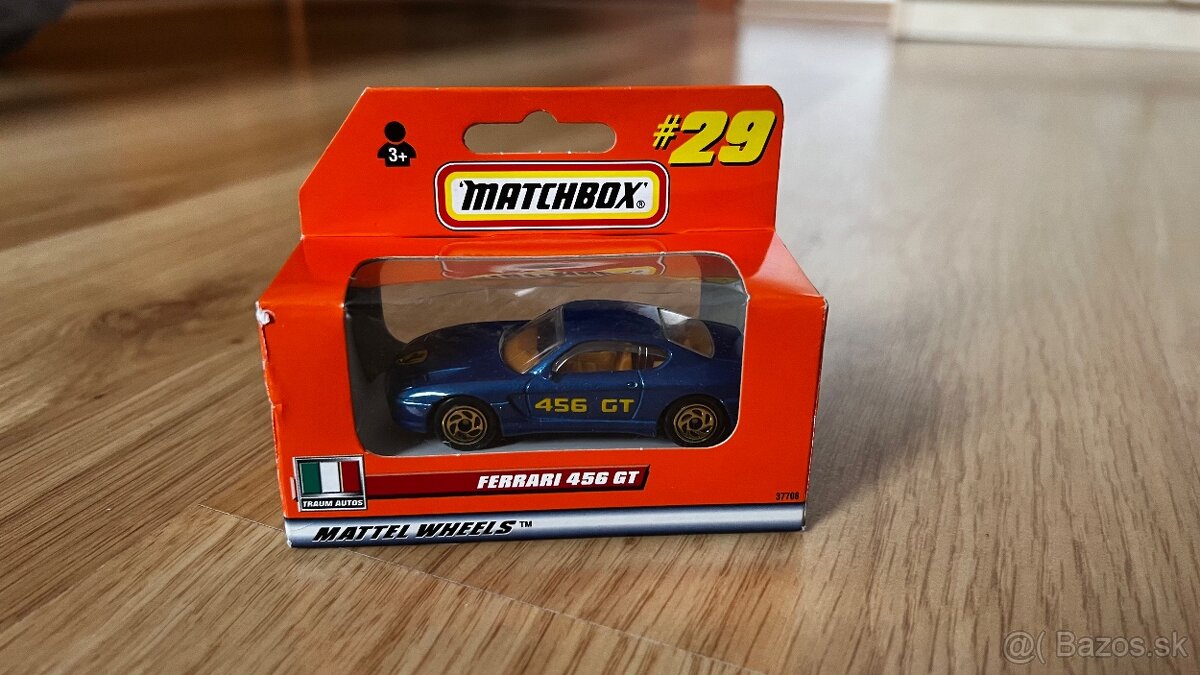 #29
3+
MATCHBOX®
456 GT
FERRARI 456 GT
TRAUM AUTOS
37708
MATTEL WHEELS™
@( Bazos.sk